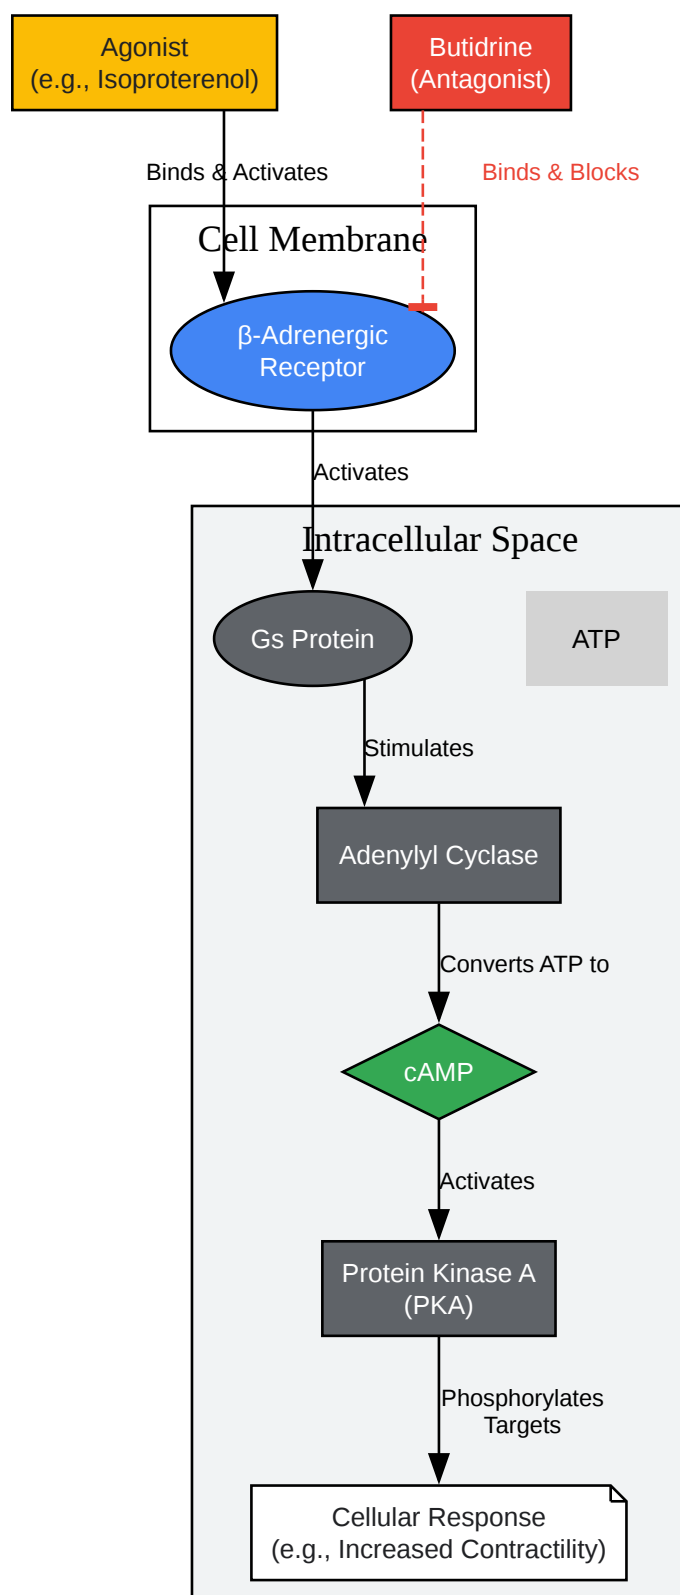 Agonist
(e.g., Isoproterenol)
Butidrine
(Antagonist)
Binds & Activates
Binds & Blocks
Cell Membrane
β-Adrenergic
Receptor
Activates
Intracellular Space
Gs Protein
ATP
Stimulates
Adenylyl Cyclase
Converts ATP to
cAMP
Activates
Protein Kinase A
(PKA)
Phosphorylates
Targets
Cellular Response
(e.g., Increased Contractility)